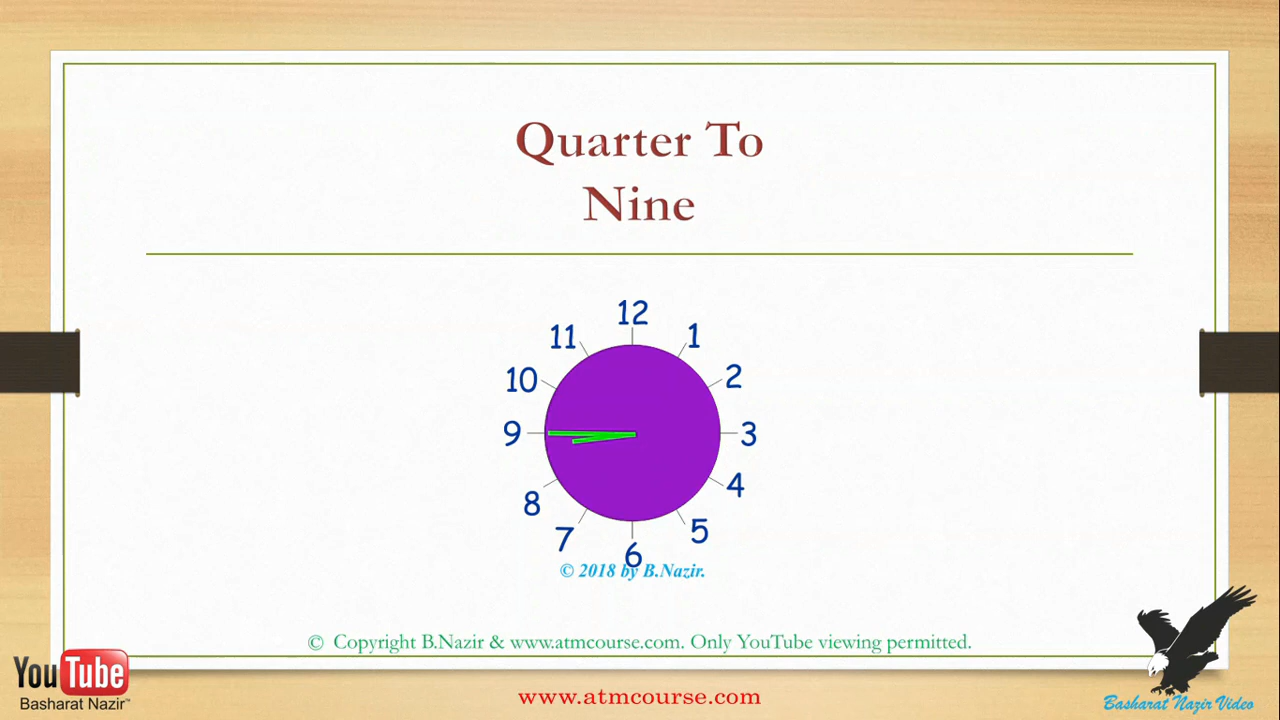 Quarter To
Nine
12
11
1
10
2
9
3
8
4
7
5
6
© 2018 by B.Nazir.
© Copyright B.Nazir & www.atmcourse.com. Only YouTube viewing permitted.
YouTube
Basharat Nazir™
www.atmcourse.com
Basharat Nazir Video